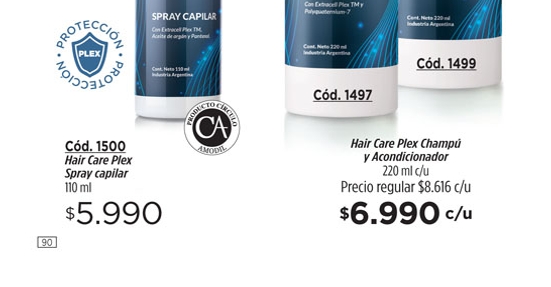 PROTECCIÓN
PLEX
PROTECCIÓN
SPRAY CAPILAR
Con Extracell Plex TM,
Aceite de argán y Pantenol
Cont. Neto 110 ml
Industria Argentina
PRODUCTO CÍRCULO
CA
AMODIL
Cód. 1500
Hair Care Plex
Spray capilar
110 ml
$5.990
90
Con Extracell Plex TM y
Polyquaternium-7
Cont. Neto 220 ml
Industria Argentina
Cód. 1497
Cont. Neto 220 ml
Industria Argentina
Cód. 1499
Hair Care Plex Champú
y Acondicionador
220 ml c/u
Precio regular $8.616 c/u
$6.990 c/u